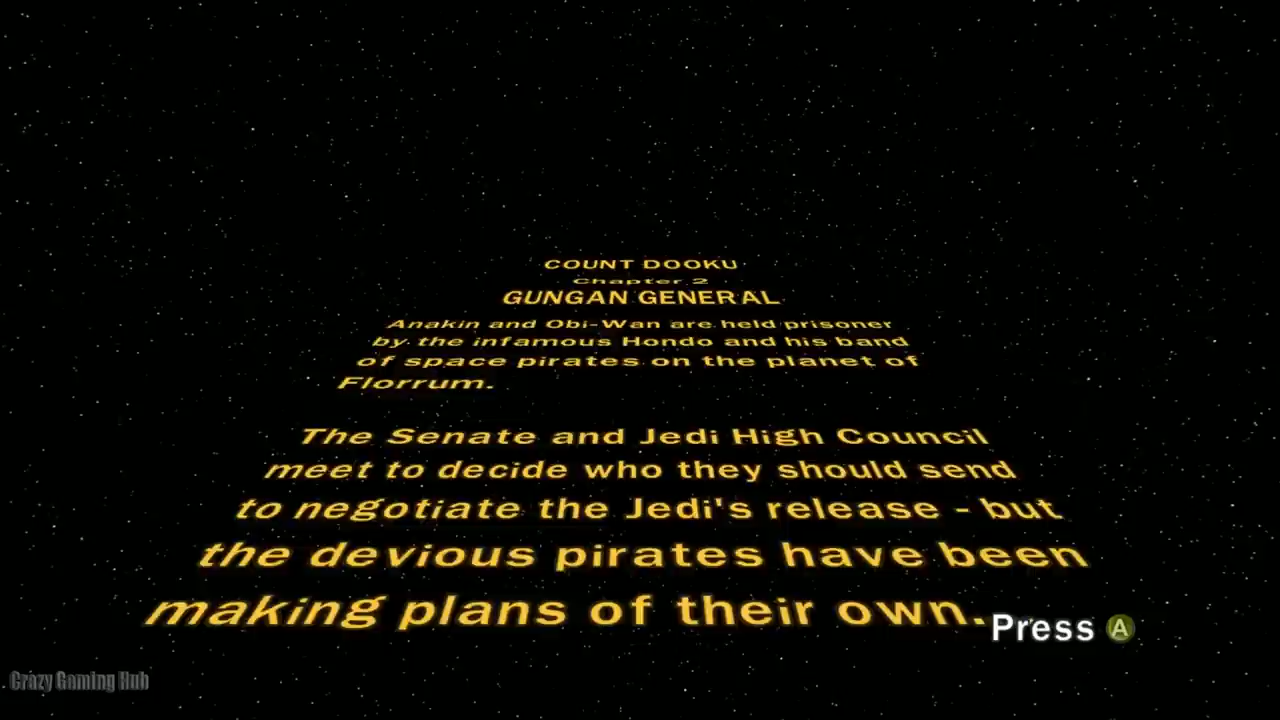 COUNT DOOKU
Chapter 2
GUNGAN GENERAL
Anakin and Obi-Wan are held prisoner
by the infamous Hondo and his band
of space pirates on the planet of
Florrum.
The Senate and Jedi High Council
meet to decide who they should send
to negotiate the Jedi's release - but
the devious pirates have been
making plans of their own.
Press A
Crazy Gaming Hub